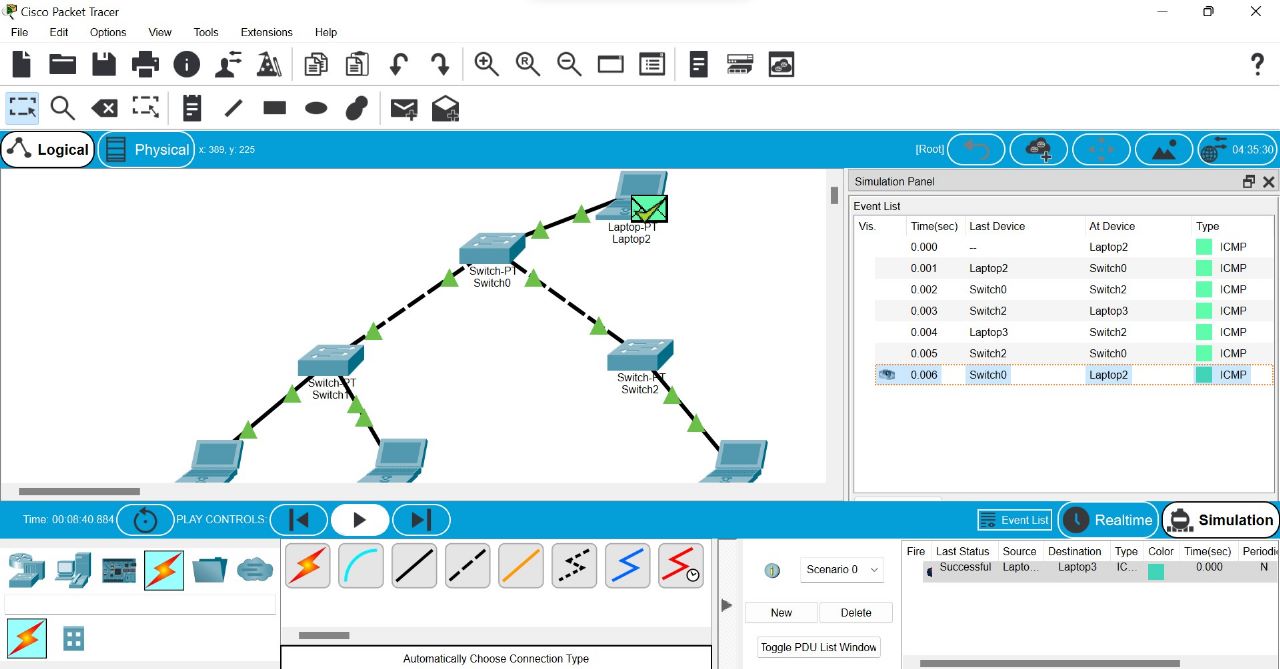 Cisco Packet Tracer
File Edit Options View Tools Extensions Help
Logical Physical x: 389, y: 225 [Root] 04:35:30
Simulation Panel
Event List
Vis. Time(sec) Last Device At Device Type
0.000 -- Laptop2 ICMP
0.001 Laptop2 Switch0 ICMP
0.002 Switch0 Switch2 ICMP
0.003 Switch2 Laptop3 ICMP
0.004 Laptop3 Switch2 ICMP
0.005 Switch2 Switch0 ICMP
0.006 Switch0 Laptop2 ICMP
Laptop-PT
Laptop2
Switch-PT
Switch0
Switch-PT
Switch1
Switch-PT
Switch2
Time: 00:08:40.884 PLAY CONTROLS: Event List Realtime Simulation
Fire Last Status Source Destination Type Color Time(sec) Periodi
Successful Lapto... Laptop3 IC... 0.000 N
Scenario 0
New Delete
Toggle PDU List Window
Automatically Choose Connection Type